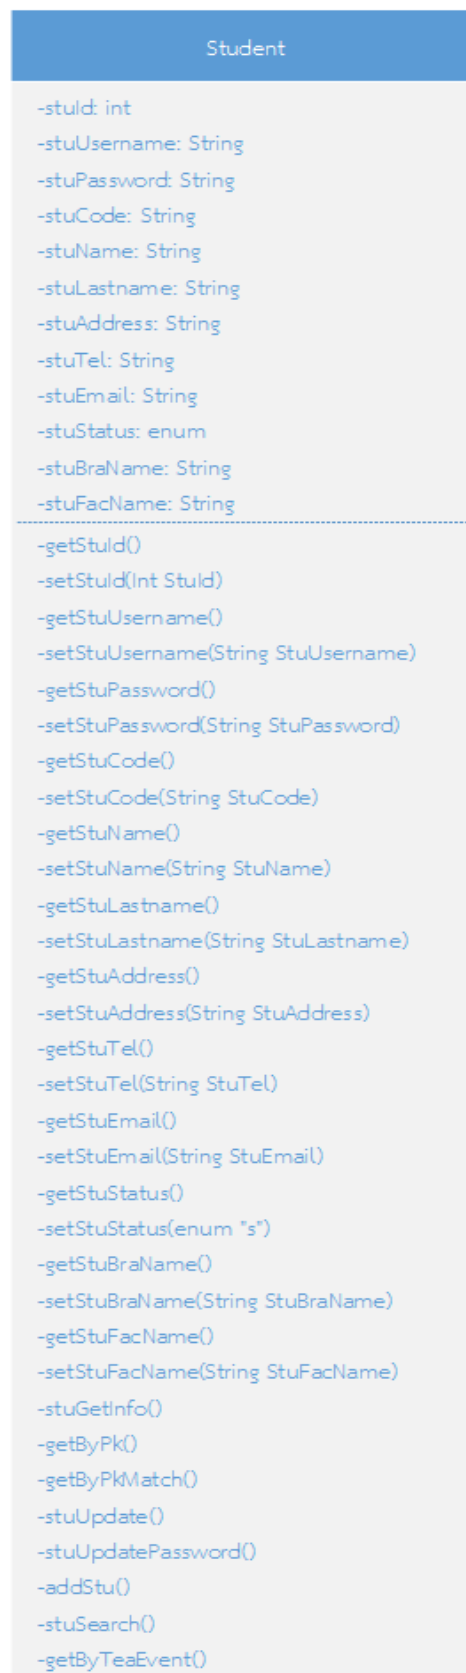 Student
-stuId: int
-stuUsername: String
-stuPassword: String
-stuCode: String
-stuName: String
-stuLastname: String
-stuAddress: String
-stuTel: String
-stuEmail: String
-stuStatus: enum
-stuBraName: String
-stuFacName: String
-getStuId()
-setStuId(Int StuId)
-getStuUsername()
-setStuUsername(String StuUsername)
-getStuPassword()
-setStuPassword(String StuPassword)
-getStuCode()
-setStuCode(String StuCode)
-getStuName()
-setStuName(String StuName)
-getStuLastname()
-setStuLastname(String StuLastname)
-getStuAddress()
-setStuAddress(String StuAddress)
-getStuTel()
-setStuTel(String StuTel)
-getStuEmail()
-setStuEmail(String StuEmail)
-getStuStatus()
-setStuStatus(enum "s")
-getStuBraName()
-setStuBraName(String StuBraName)
-getStuFacName()
-setStuFacName(String StuFacName)
-stuGetInfo()
-getByPk()
-getByPkMatch()
-stuUpdate()
-stuUpdatePassword()
-addStu()
-stuSearch()
-getByTeaEvent()